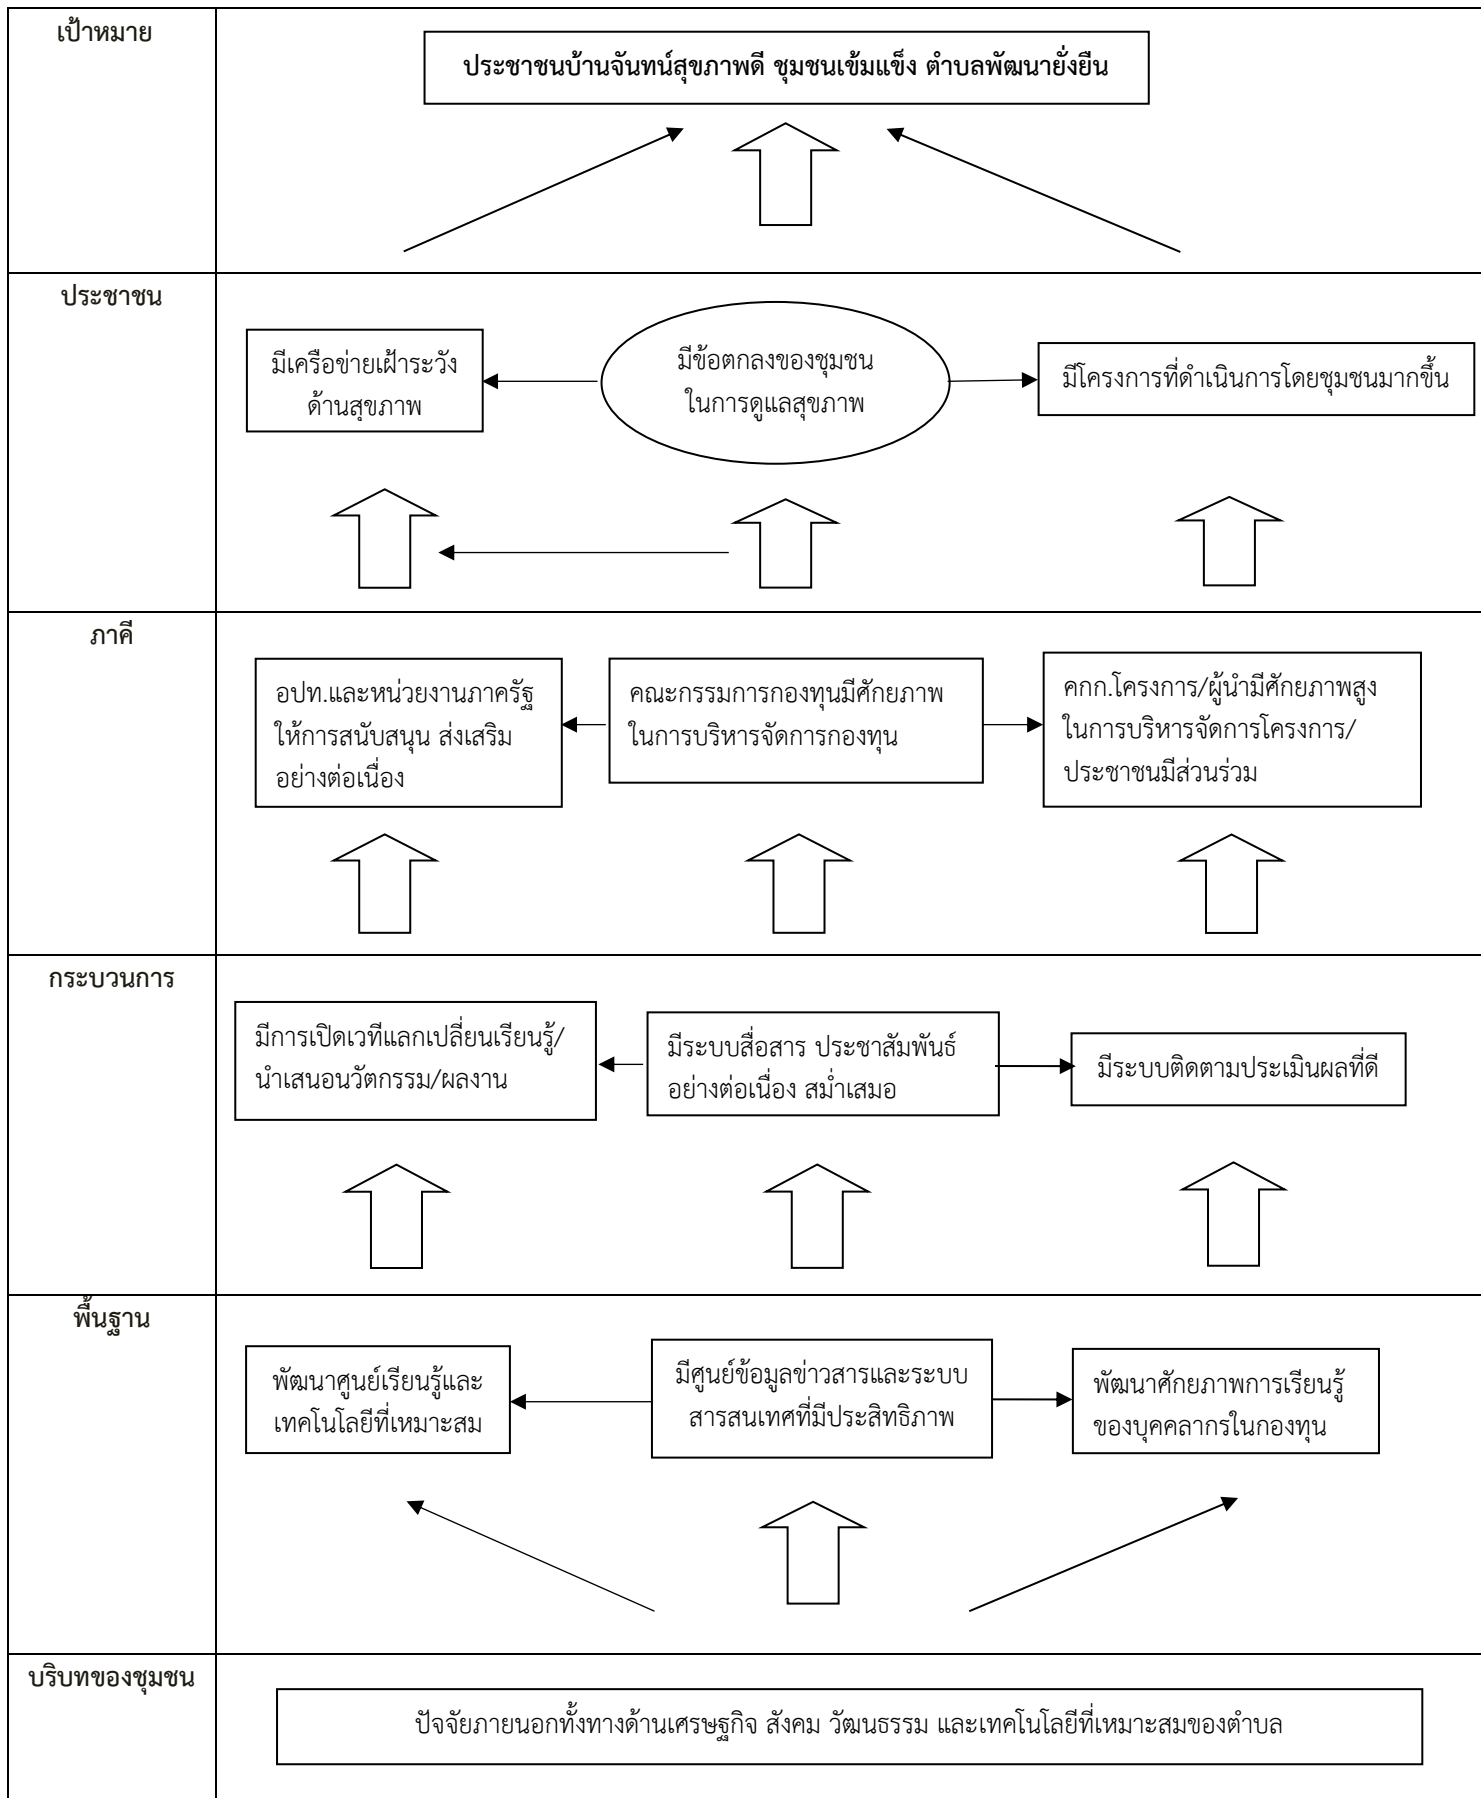 เป้าหมาย
ประชาชนบ้านจันทน์สุขภาพดี ชุมชนเข้มแข็ง ตำบลพัฒนายั่งยืน
ประชาชน
มีเครือข่ายเฝ้าระวัง
ด้านสุขภาพ
มีข้อตกลงของชุมชน
ในการดูแลสุขภาพ
มีโครงการที่ดำเนินการโดยชุมชนมากขึ้น
ภาคี
อปท.และหน่วยงานภาครัฐ
ให้การสนับสนุน ส่งเสริม
อย่างต่อเนื่อง
คณะกรรมการกองทุนมีศักยภาพ
ในการบริหารจัดการกองทุน
คกก.โครงการ/ผู้นำมีศักยภาพสูง
ในการบริหารจัดการโครงการ/
ประชาชนมีส่วนร่วม
กระบวนการ
มีการเปิดเวทีแลกเปลี่ยนเรียนรู้/
นำเสนอนวัตกรรม/ผลงาน
มีระบบสื่อสาร ประชาสัมพันธ์
อย่างต่อเนื่อง สม่ำเสมอ
มีระบบติดตามประเมินผลที่ดี
พื้นฐาน
พัฒนาศูนย์เรียนรู้และ
เทคโนโลยีที่เหมาะสม
มีศูนย์ข้อมูลข่าวสารและระบบ
สารสนเทศที่มีประสิทธิภาพ
พัฒนาศักยภาพการเรียนรู้
ของบุคคลากรในกองทุน
บริบทของชุมชน
ปัจจัยภายนอกทั้งทางด้านเศรษฐกิจ สังคม วัฒนธรรม และเทคโนโลยีที่เหมาะสมของตำบล